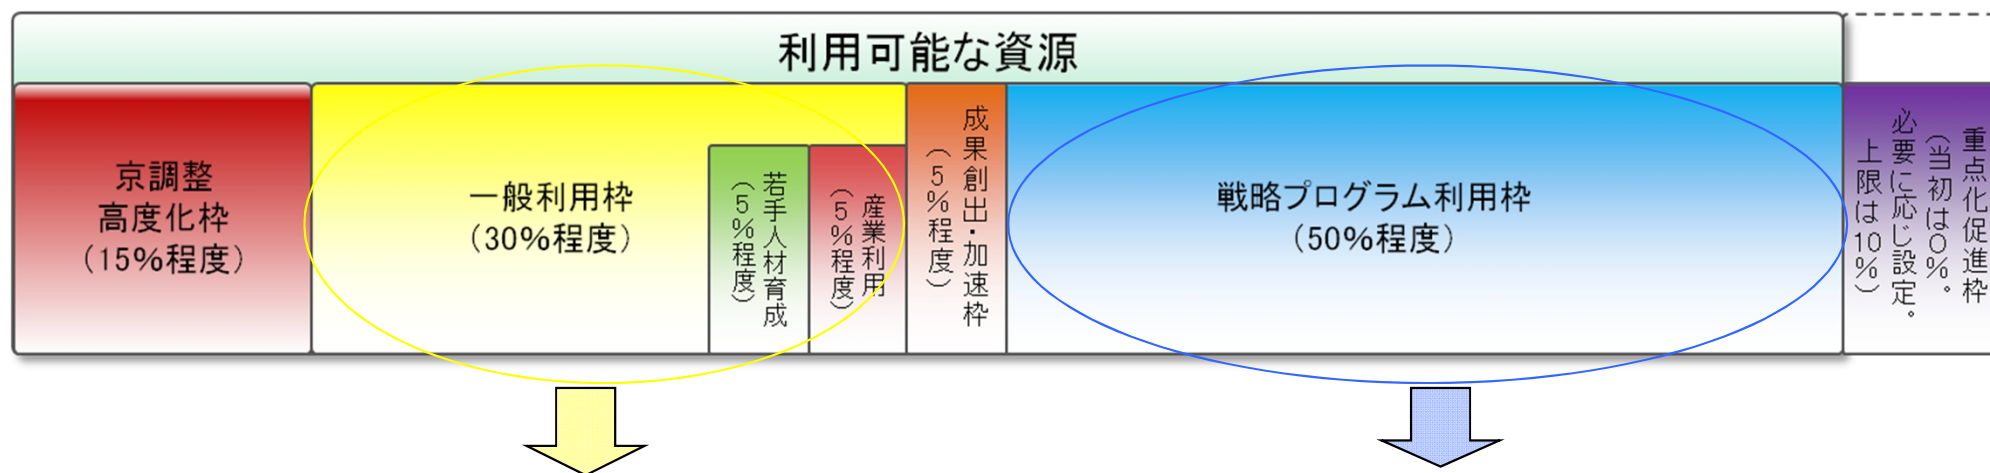 利用可能な資源
京調整
高度化枠
（15%程度）
一般利用枠
（30%程度）
若手人材育成
（5%程度）
産業利用
（5%程度）
成果創出・加速枠
（5%程度）
戦略プログラム利用枠
（50%程度）
重点化促進枠
（当初は0%。
必要に応じ設定。
上限は10%）